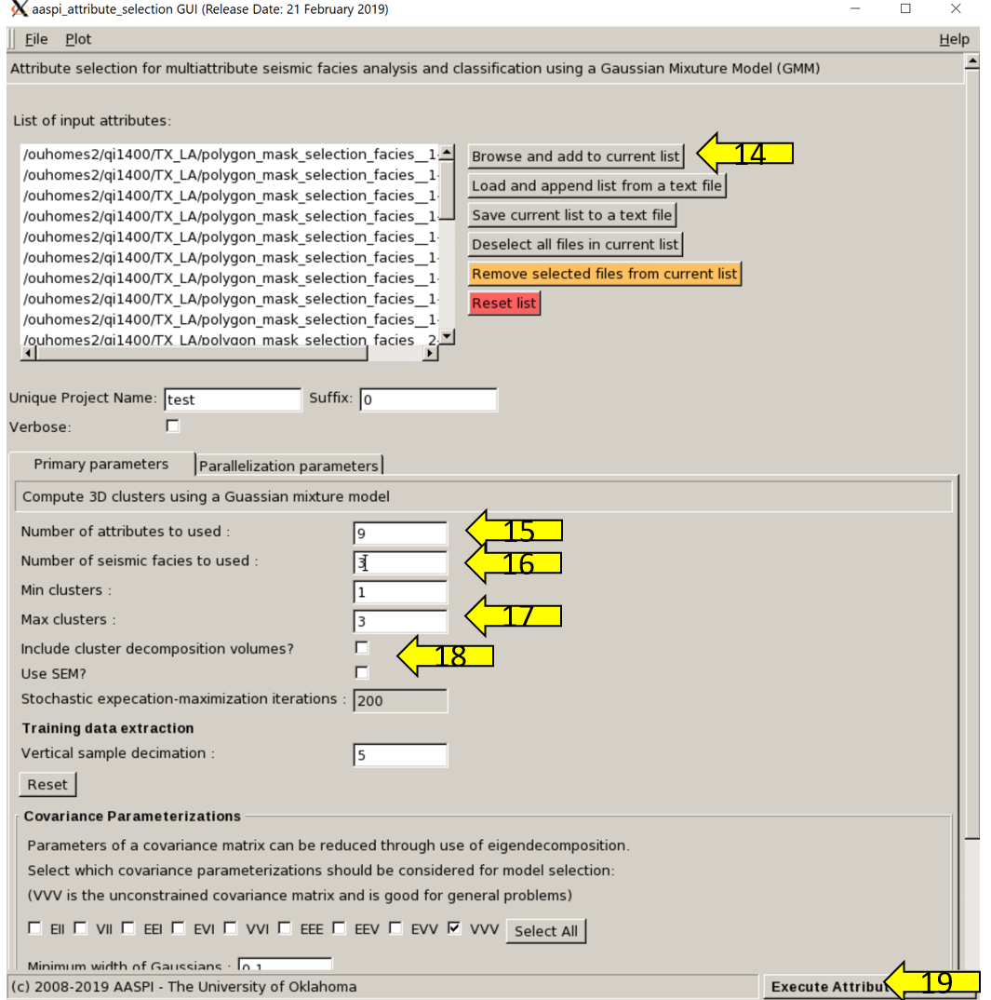 aaspi_attribute_selection GUI (Release Date: 21 February 2019)
File Plot Help
Attribute selection for multiattribute seismic facies analysis and classification using a Gaussian Mixuture Model (GMM)
List of input attributes:
/ouhomes2/qi1400/TX_LA/polygon_mask_selection_facies__1-
/ouhomes2/qi1400/TX_LA/polygon_mask_selection_facies__1-
/ouhomes2/qi1400/TX_LA/polygon_mask_selection_facies__1-
/ouhomes2/qi1400/TX_LA/polygon_mask_selection_facies__1-
/ouhomes2/qi1400/TX_LA/polygon_mask_selection_facies__1-
/ouhomes2/qi1400/TX_LA/polygon_mask_selection_facies__1-
/ouhomes2/qi1400/TX_LA/polygon_mask_selection_facies__1-
/ouhomes2/qi1400/TX_LA/polygon_mask_selection_facies__1-
/ouhomes2/qi1400/TX_LA/polygon_mask_selection_facies__1-
/ouhomes2/qi1400/TX_LA/polygon_mask_selection_facies__2-
Browse and add to current list 14
Load and append list from a text file
Save current list to a text file
Deselect all files in current list
Remove selected files from current list
Reset list
Unique Project Name: test Suffix: 0
Verbose:
Primary parameters Parallelization parameters
Compute 3D clusters using a Guassian mixture model
Number of attributes to used : 9 15
Number of seismic facies to used : 3 16
Min clusters : 1
Max clusters : 3 17
Include cluster decomposition volumes? 18
Use SEM?
Stochastic expecation-maximization iterations : 200
Training data extraction
Vertical sample decimation : 5
Reset
Covariance Parameterizations
Parameters of a covariance matrix can be reduced through use of eigendecomposition.
Select which covariance parameterizations should be considered for model selection:
(VVV is the unconstrained covariance matrix and is good for general problems)
EII VII EEI EVI VVI EEE EEV EVV VVV Select All
Minimum width of Gaussians : 0.1
(c) 2008-2019 AASPI - The University of Oklahoma Execute Attribu 19